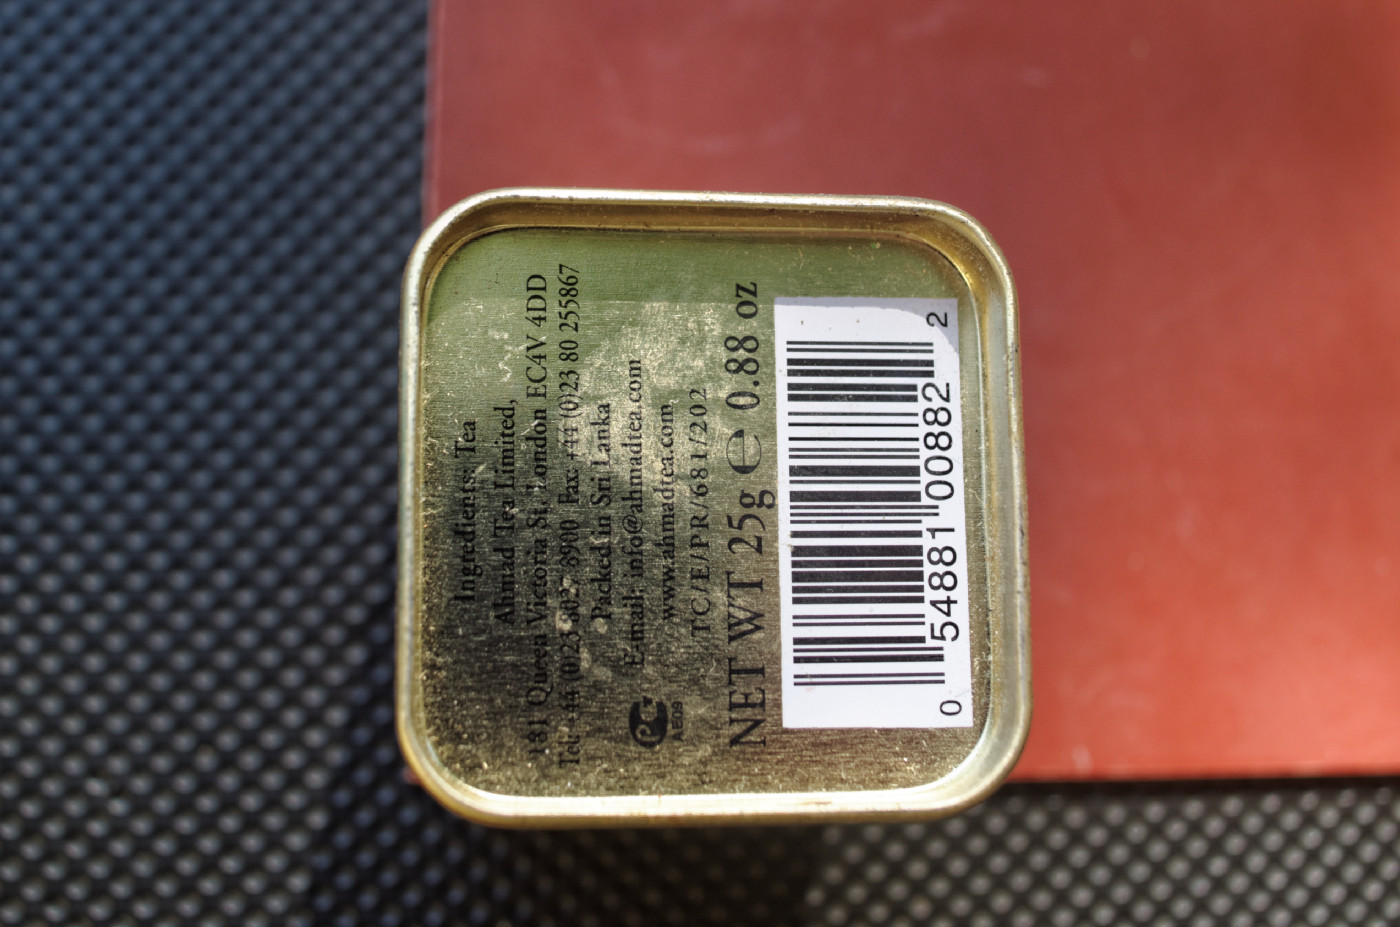 Ingredients: Tea
Ahmad Tea Limited,
181 Queen Victoria St. London EC4V 4DD
Tel: +44 (0)23 8027 8900 Fax: +44 (0)23 80 255867
Packed in Sri Lanka
E-mail: info@ahmadtea.com
www.ahmadtea.com
TC/E/PR/681/202
АЕ09
NET WT 25g ℮ 0.88 oz
0 54881 00882 2